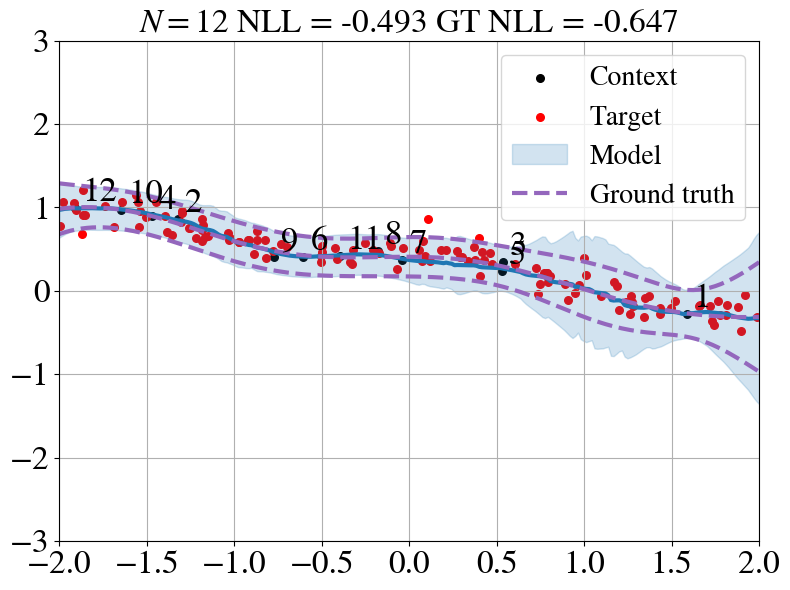 N = 12 NLL = -0.493 GT NLL = -0.647
Context
Target
Model
Ground truth
3
2
1
0
−1
−2
−3
12 10 4 2 9 6 11 8 7 3 5 1
−2.0 −1.5 −1.0 −0.5 0.0 0.5 1.0 1.5 2.0